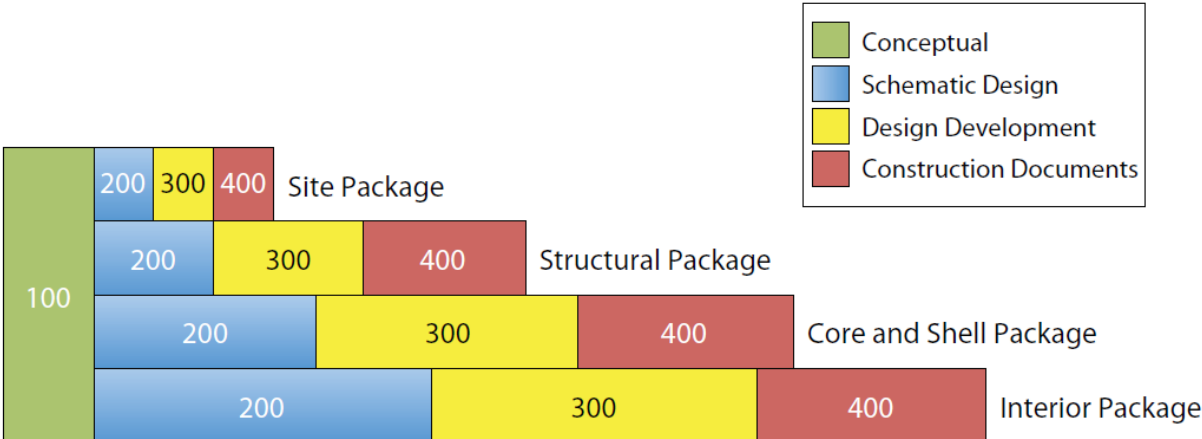 Conceptual
Schematic Design
Design Development
Construction Documents
200 300 400 Site Package
200 300 400 Structural Package
100
200 300 400 Core and Shell Package
200 300 400 Interior Package